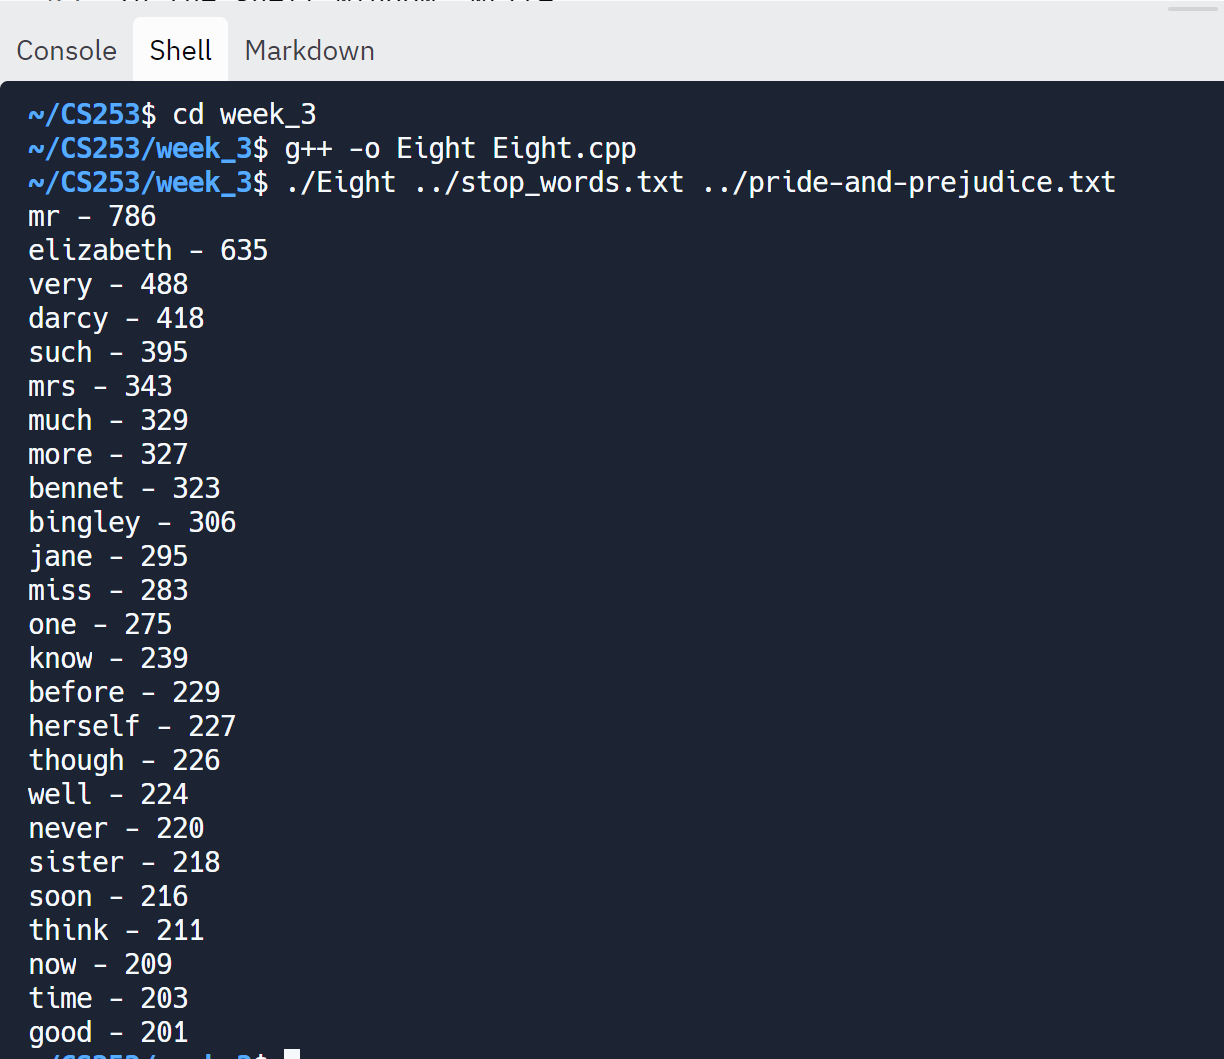 Console Shell Markdown
~/CS253$ cd week_3
~/CS253/week_3$ g++ -o Eight Eight.cpp
~/CS253/week_3$ ./Eight ../stop_words.txt ../pride-and-prejudice.txt
mr - 786
elizabeth - 635
very - 488
darcy - 418
such - 395
mrs - 343
much - 329
more - 327
bennet - 323
bingley - 306
jane - 295
miss - 283
one - 275
know - 239
before - 229
herself - 227
though - 226
well - 224
never - 220
sister - 218
soon - 216
think - 211
now - 209
time - 203
good - 201
~/CS253/week_3$